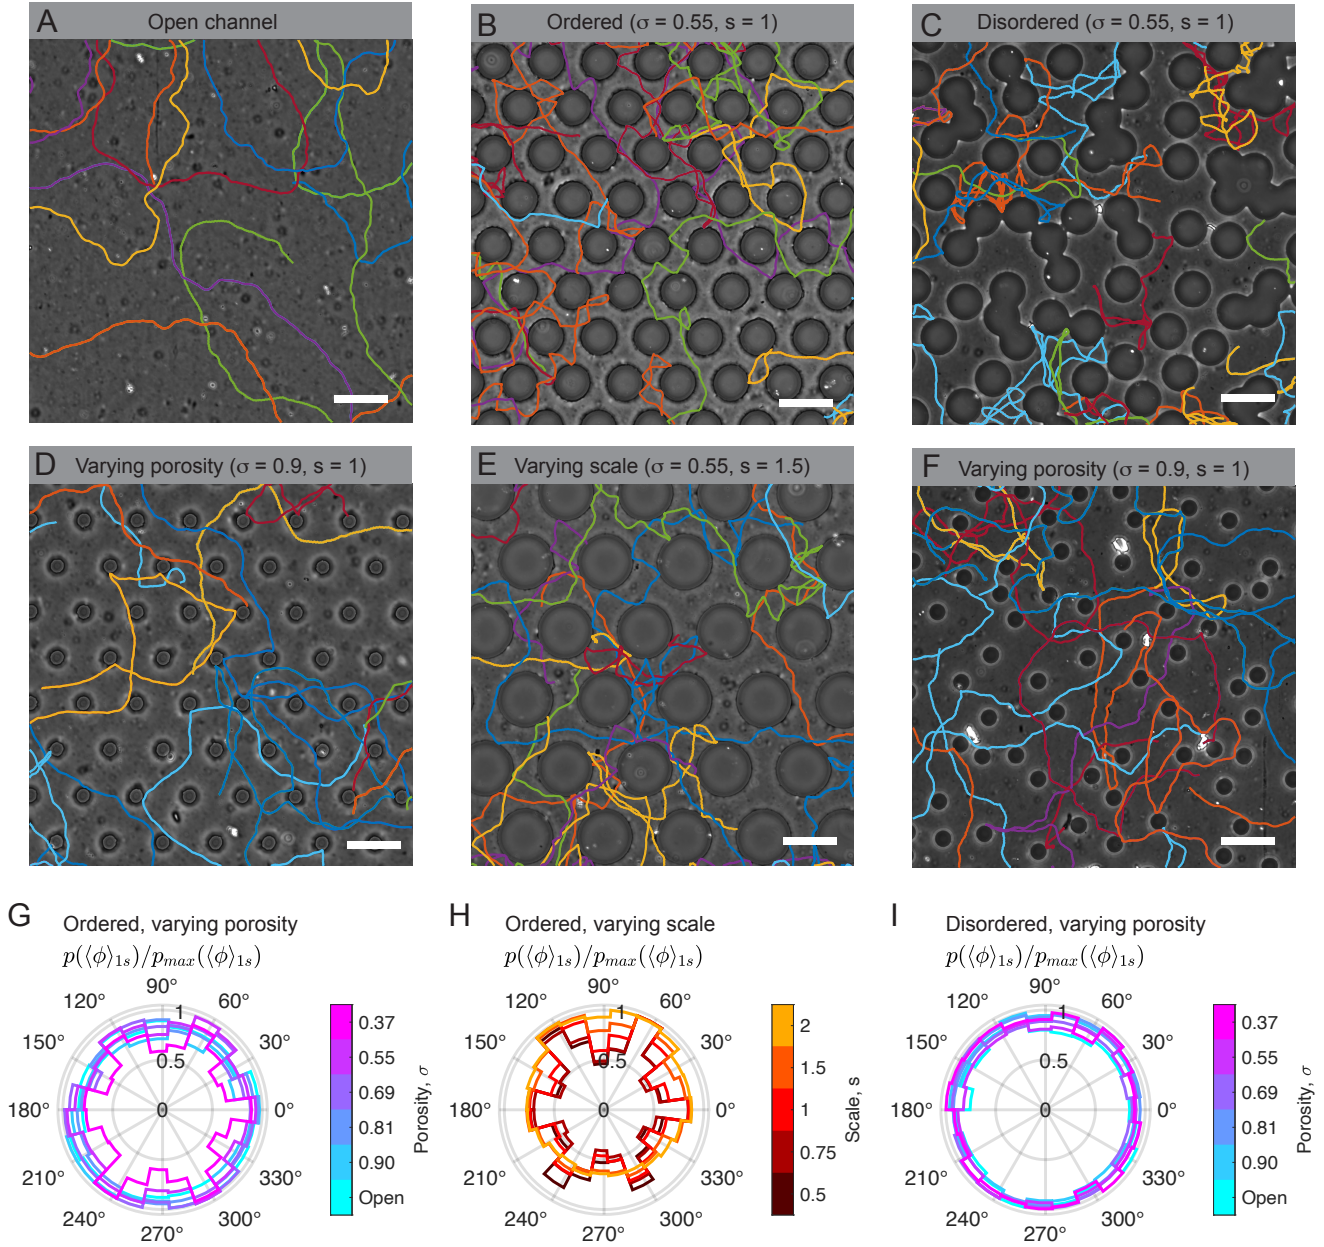 A Open channel
B Ordered (σ = 0.55, s = 1)
C Disordered (σ = 0.55, s = 1)
D Varying porosity (σ = 0.9, s = 1)
E Varying scale (σ = 0.55, s = 1.5)
F Varying porosity (σ = 0.9, s = 1)
G Ordered, varying porosity
p(⟨ϕ⟩1s)/pmax(⟨ϕ⟩1s)
90°
120° 60°
150° 30°
180° 0°
210° 330°
240° 300°
270°
1
0.5
0
0.37
0.55
0.69
0.81
0.90
Open
Porosity, σ
H Ordered, varying scale
p(⟨ϕ⟩1s)/pmax(⟨ϕ⟩1s)
90°
120° 60°
150° 30°
180° 0°
210° 330°
240° 300°
270°
1
0.5
0
2
1.5
1
0.75
0.5
Scale, s
I Disordered, varying porosity
p(⟨ϕ⟩1s)/pmax(⟨ϕ⟩1s)
90°
120° 60°
150° 30°
180° 0°
210° 330°
240° 300°
270°
1
0.5
0
0.37
0.55
0.69
0.81
0.90
Open
Porosity, σ